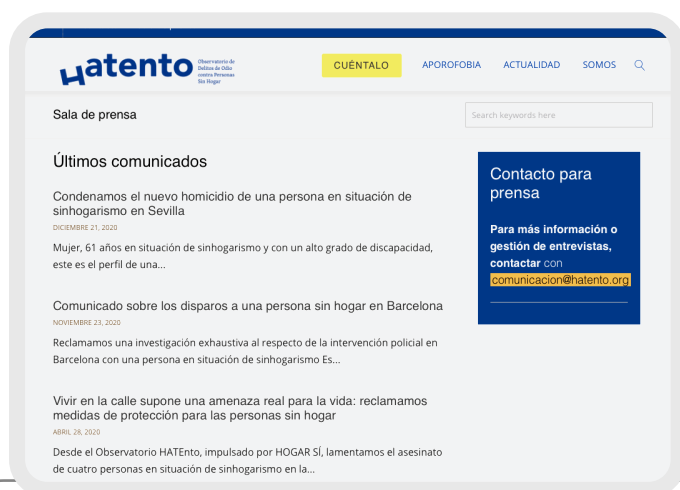 Hatento
Observatorio de
Delitos de Odio
contra Personas
Sin Hogar
CUÉNTALO
APOROFOBIA
ACTUALIDAD
SOMOS
Sala de prensa
Search keywords here
Últimos comunicados
Condenamos el nuevo homicidio de una persona en situación de
sinhogarismo en Sevilla
DICIEMBRE 21, 2020
Mujer, 61 años en situación de sinhogarismo y con un alto grado de discapacidad,
este es el perfil de una...
Comunicado sobre los disparos a una persona sin hogar en Barcelona
NOVIEMBRE 23, 2020
Reclamamos una investigación exhaustiva al respecto de la intervención policial en
Barcelona con una persona en situación de sinhogarismo Es...
Vivir en la calle supone una amenaza real para la vida: reclamamos
medidas de protección para las personas sin hogar
ABRIL 28, 2020
Desde el Observatorio HATEnto, impulsado por HOGAR SÍ, lamentamos el asesinato
de cuatro personas en situación de sinhogarismo en la...
Contacto para
prensa
Para más información o
gestión de entrevistas,
contactar con
comunicacion@hatento.org